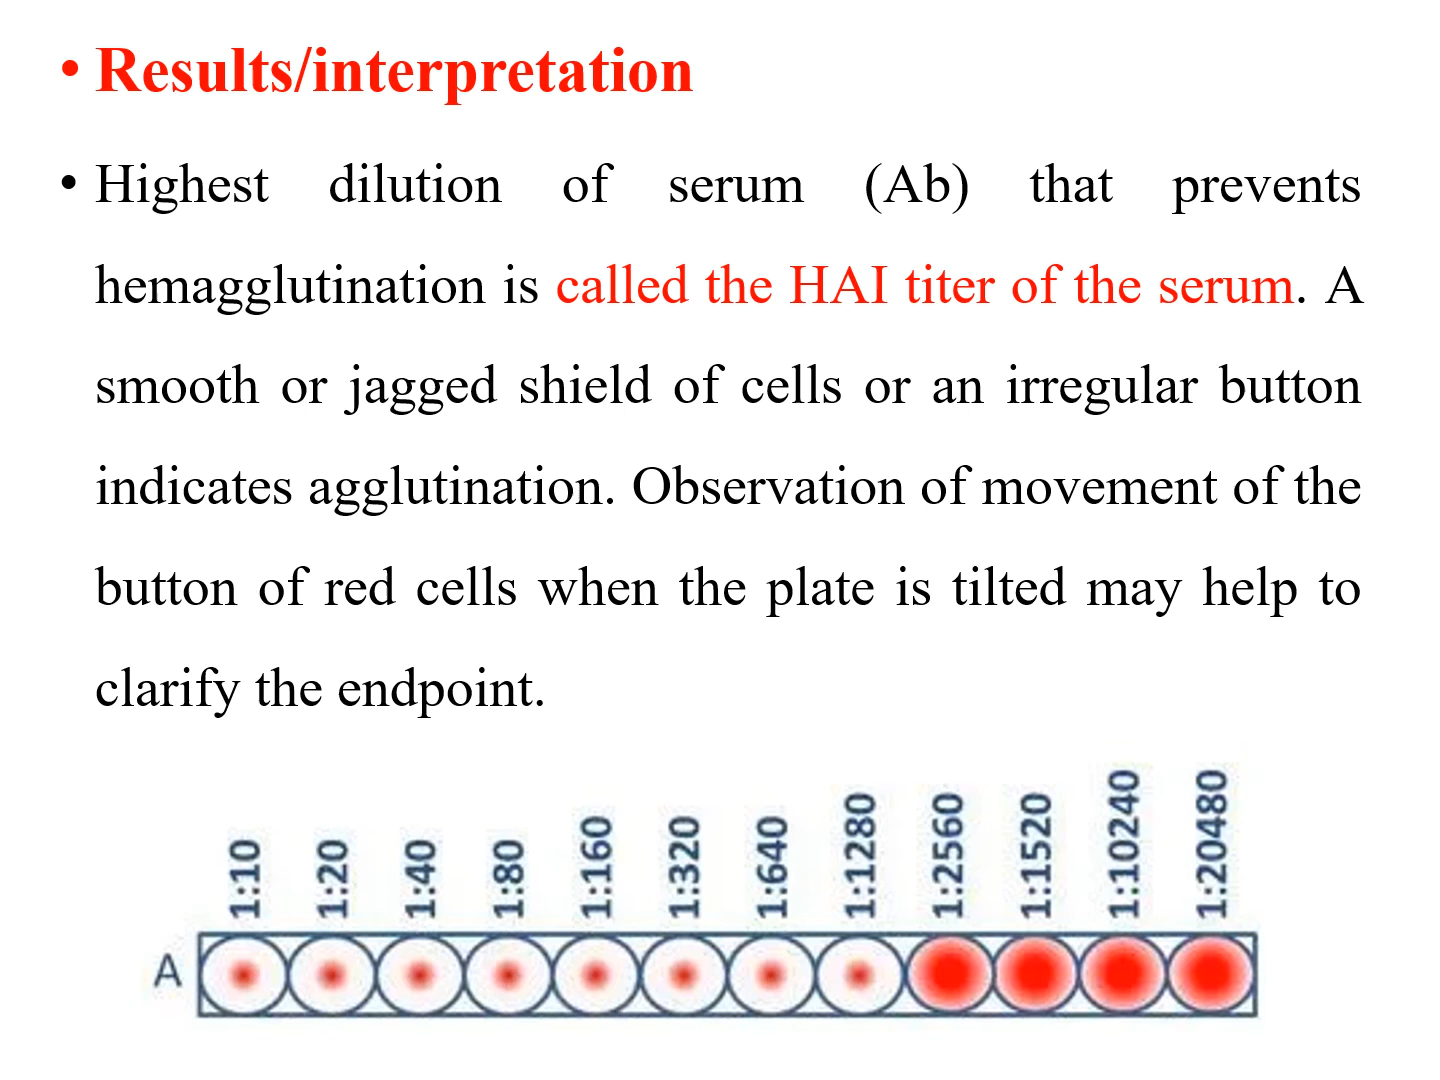 • Results/interpretation
• Highest dilution of serum (Ab) that prevents
hemagglutination is called the HAI titer of the serum. A
smooth or jagged shield of cells or an irregular button
indicates agglutination. Observation of movement of the
button of red cells when the plate is tilted may help to
clarify the endpoint.
1:10 1:20 1:40 1:80 1:160 1:320 1:640 1:1280 1:2560 1:1520 1:10240 1:20480
A